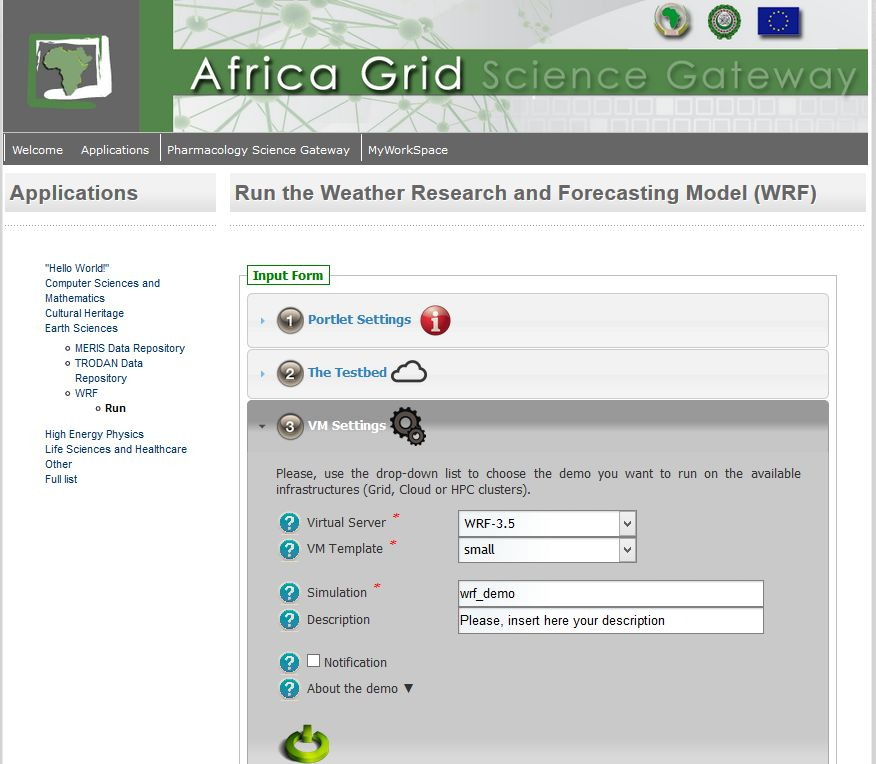 Africa Grid Science Gateway
Welcome Applications Pharmacology Science Gateway MyWorkSpace
Applications
Run the Weather Research and Forecasting Model (WRF)
"Hello World!"
Computer Sciences and
Mathematics
Cultural Heritage
Earth Sciences
MERIS Data Repository
TRODAN Data
Repository
WRF
Run
High Energy Physics
Life Sciences and Healthcare
Other
Full list
Input Form
1 Portlet Settings i
2 The Testbed
3 VM Settings
Please, use the drop-down list to choose the demo you want to run on the available
infrastructures (Grid, Cloud or HPC clusters).
? Virtual Server * WRF-3.5
? VM Template * small
? Simulation * wrf_demo
? Description Please, insert here your description
? Notification
? About the demo ▼